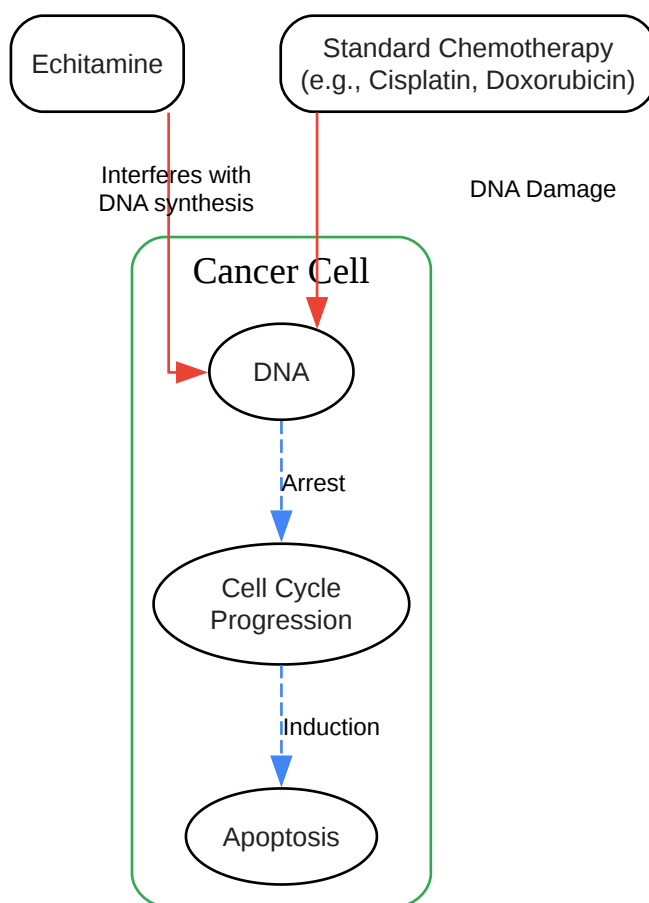 Echitamine
Standard Chemotherapy
(e.g., Cisplatin, Doxorubicin)
Interferes with
DNA synthesis
DNA Damage
Cancer Cell
DNA
Arrest
Cell Cycle
Progression
Induction
Apoptosis